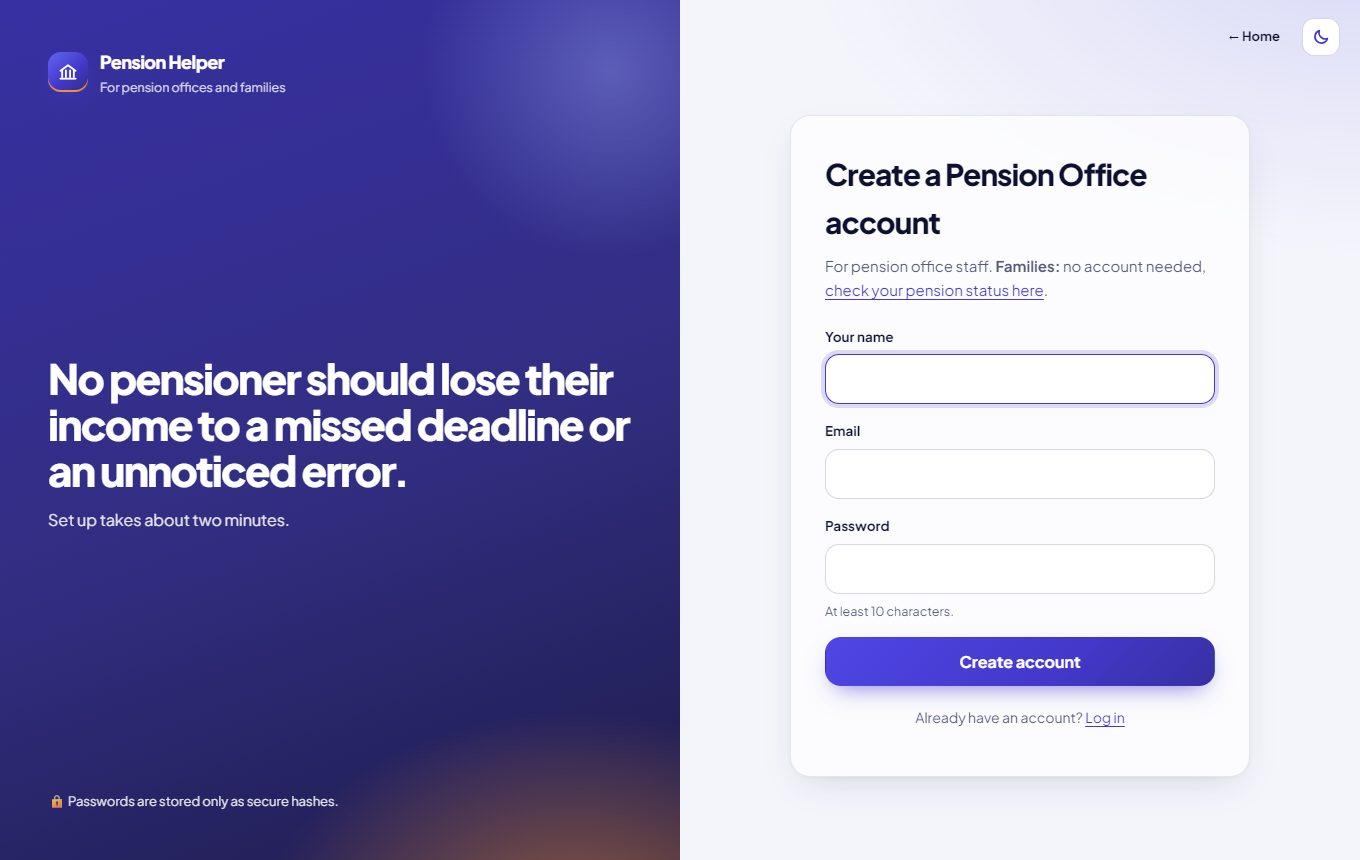 Pension Helper
For pension offices and families
No pensioner should lose their
income to a missed deadline or
an unnoticed error.
Set up takes about two minutes.
Passwords are stored only as secure hashes.
← Home
Create a Pension Office
account
For pension office staff. Families: no account needed,
check your pension status here.
Your name
Email
Password
At least 10 characters.
Create account
Already have an account? Log in